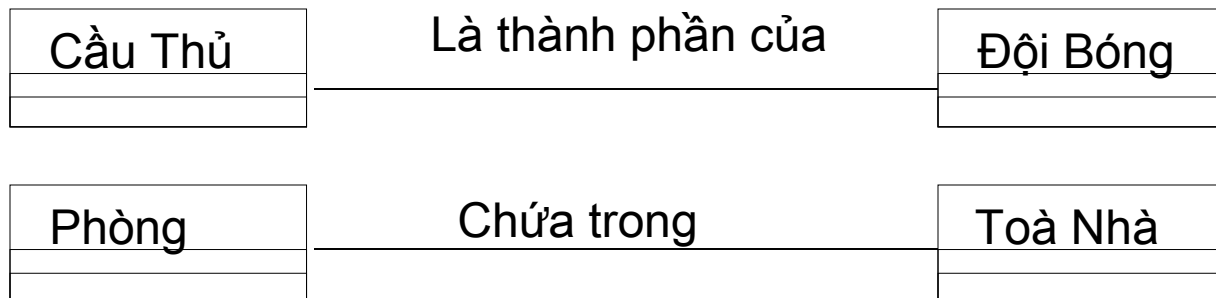 Cầu Thủ Là thành phần của Đội Bóng
Phòng Chứa trong Toà Nhà